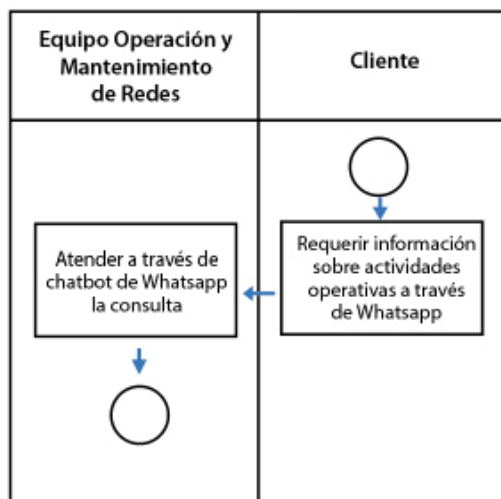 Equipo Operación y
Mantenimiento
de Redes
Cliente
Requerir información
sobre actividades
operativas a través
de Whatsapp
Atender a través de
chatbot de Whatsapp
la consulta